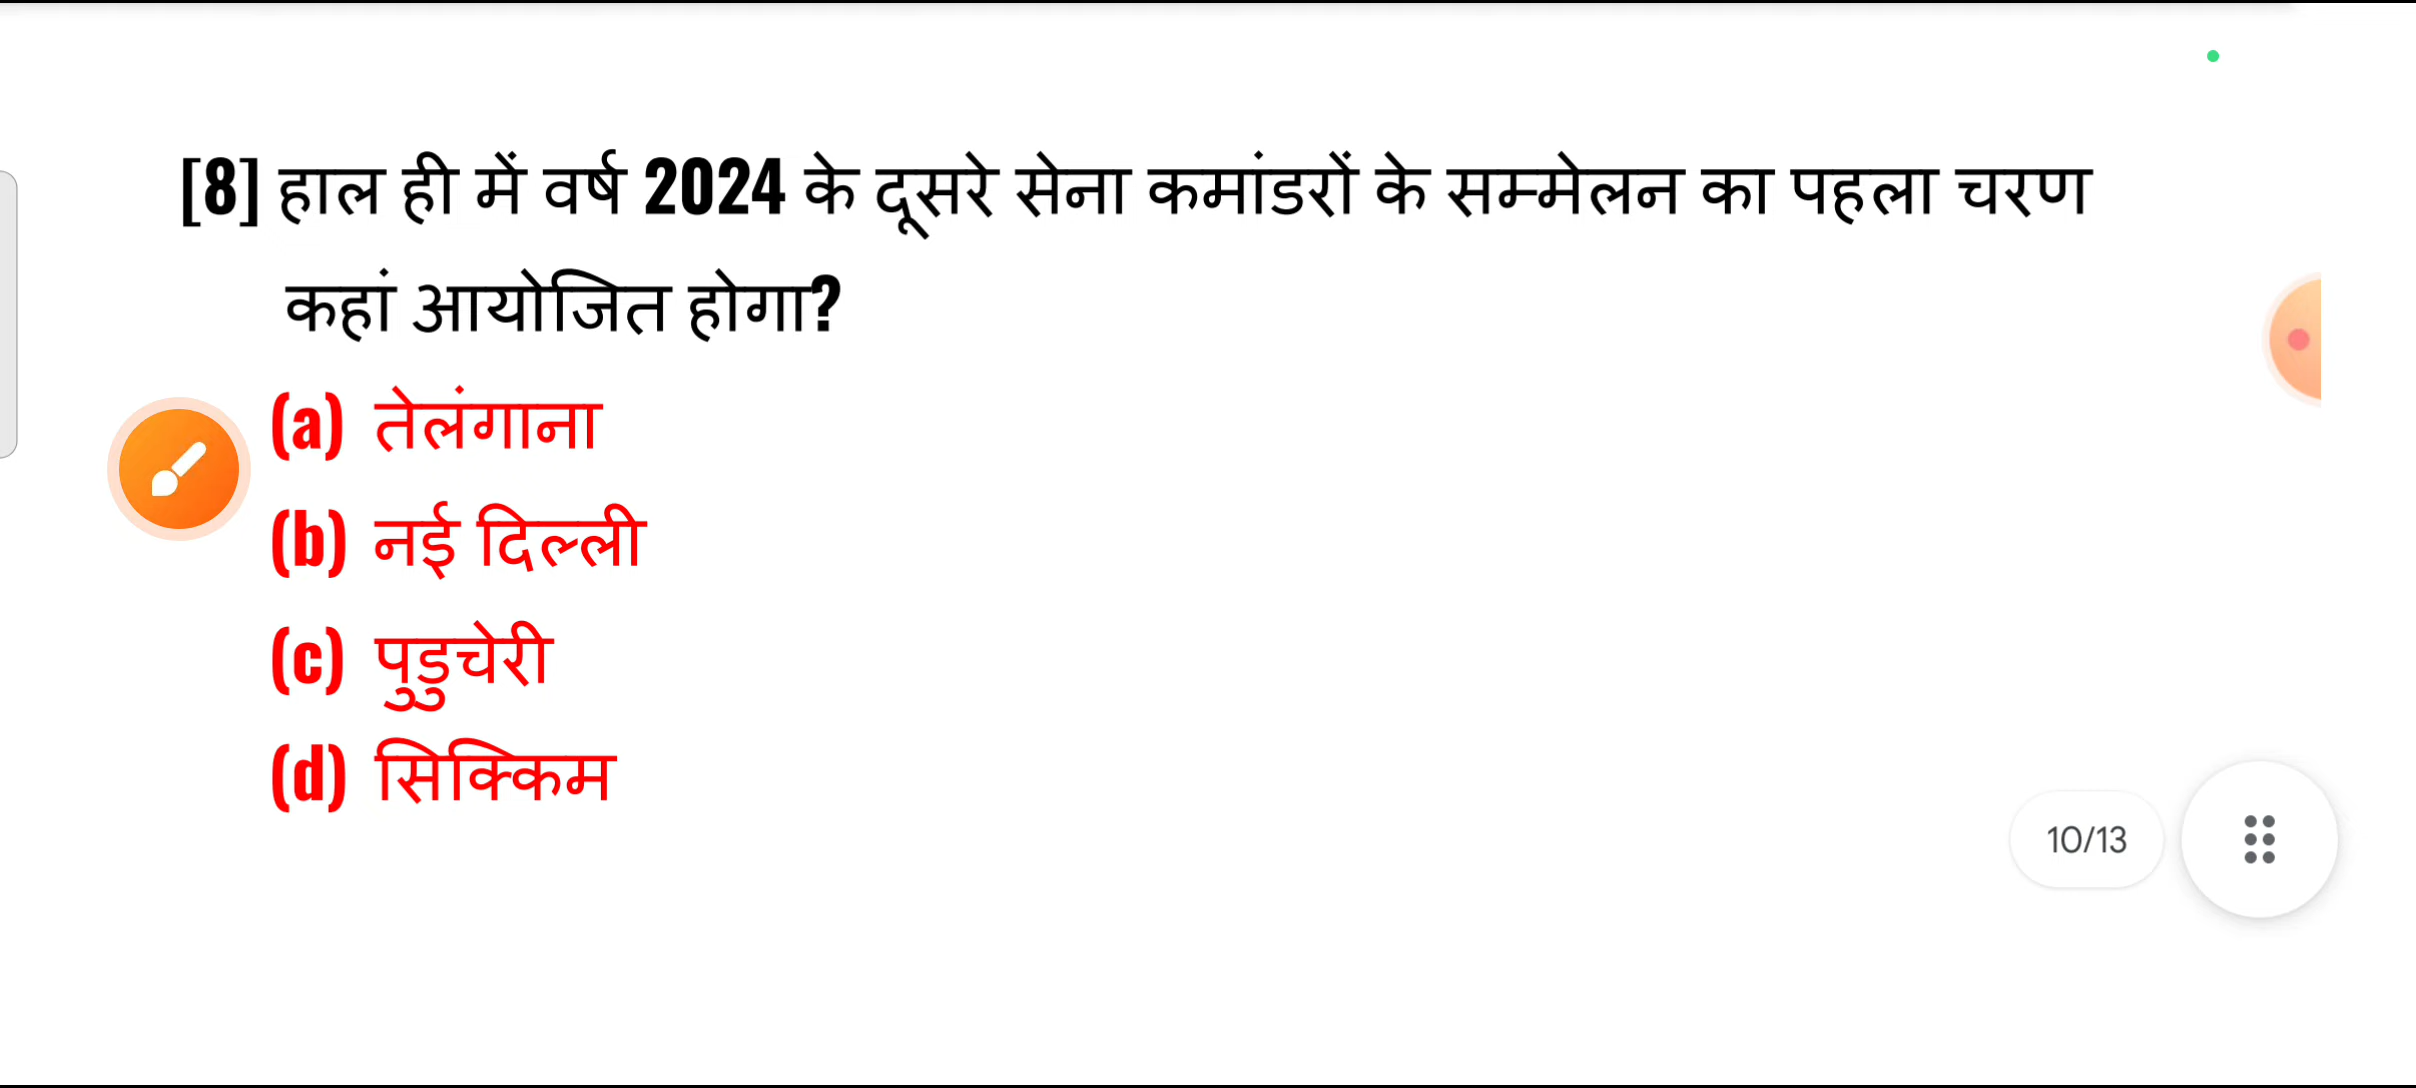 [8] हाल ही में वर्ष 2024 के दूसरे सेना कमांडरों के सम्मेलन का पहला चरण
कहां आयोजित होगा?
(a) तेलंगाना
(b) नई दिल्ली
(c) पुडुचेरी
(d) सिक्किम
10/13